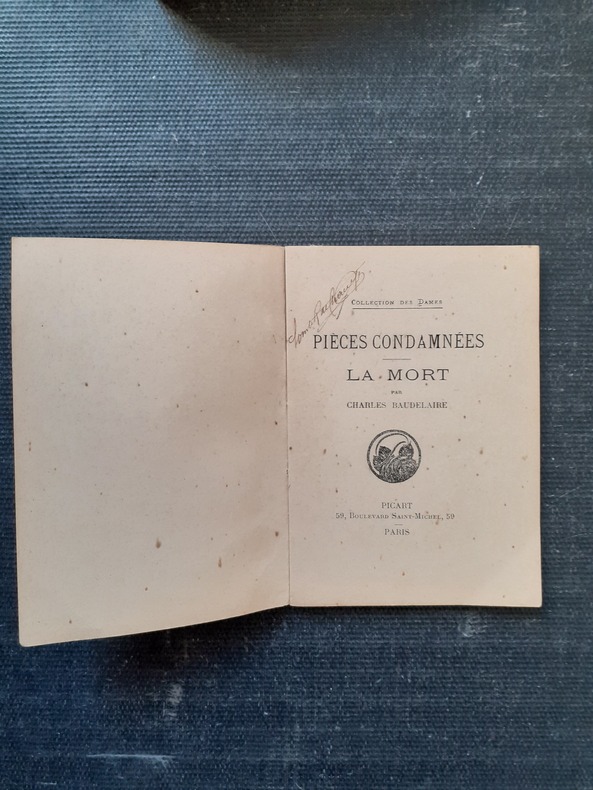 COLLECTION DES DAMES
PIÈCES CONDAMNÉES
LA MORT
PAR
CHARLES BAUDELAIRE
PICART
59, BOULEVARD SAINT-MICHEL, 59
PARIS